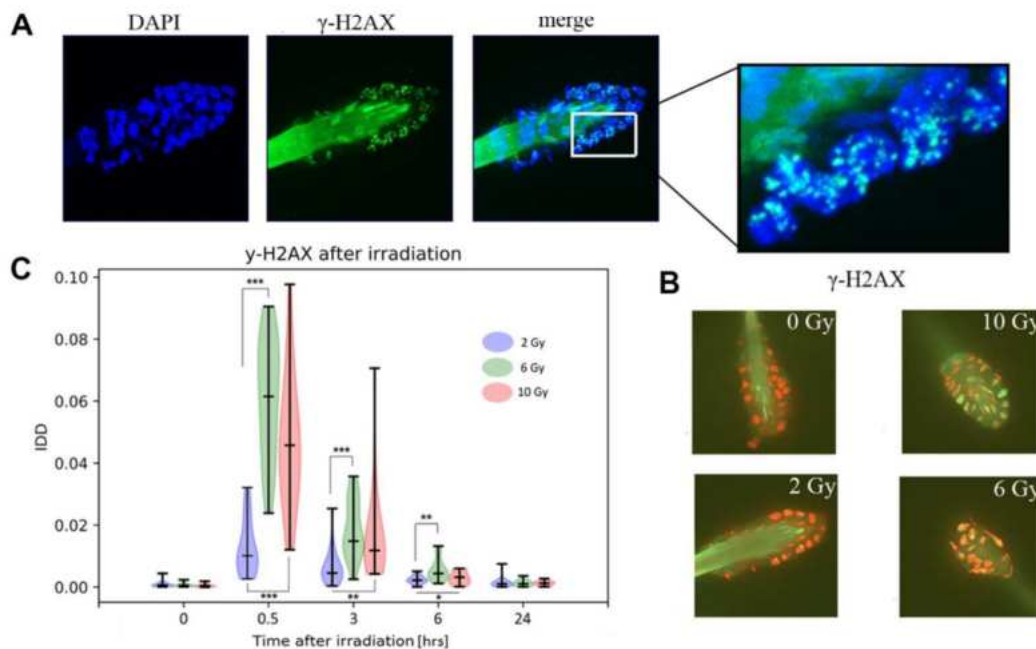 A
DAPI
γ-H2AX
merge
C
y-H2AX after irradiation
IDD
0.10
0.08
0.06
0.04
0.02
0.00
***
***
**
***
**
*
2 Gy
6 Gy
10 Gy
0
0.5
3
6
24
Time after irradiation [hrs]
B
γ-H2AX
0 Gy
10 Gy
2 Gy
6 Gy